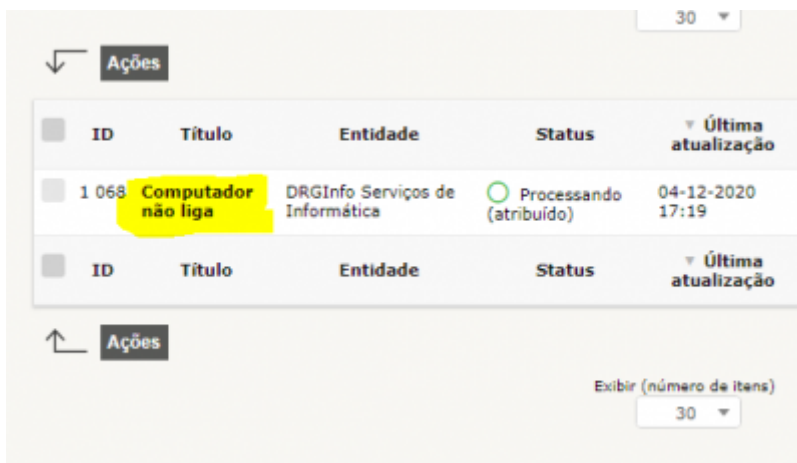 30
Ações
ID Título Entidade Status Última atualização
1 068 Computador não liga DRGInfo Serviços de Informática Processando (atribuído) 04-12-2020 17:19
ID Título Entidade Status Última atualização
Ações
Exibir (número de itens)
30